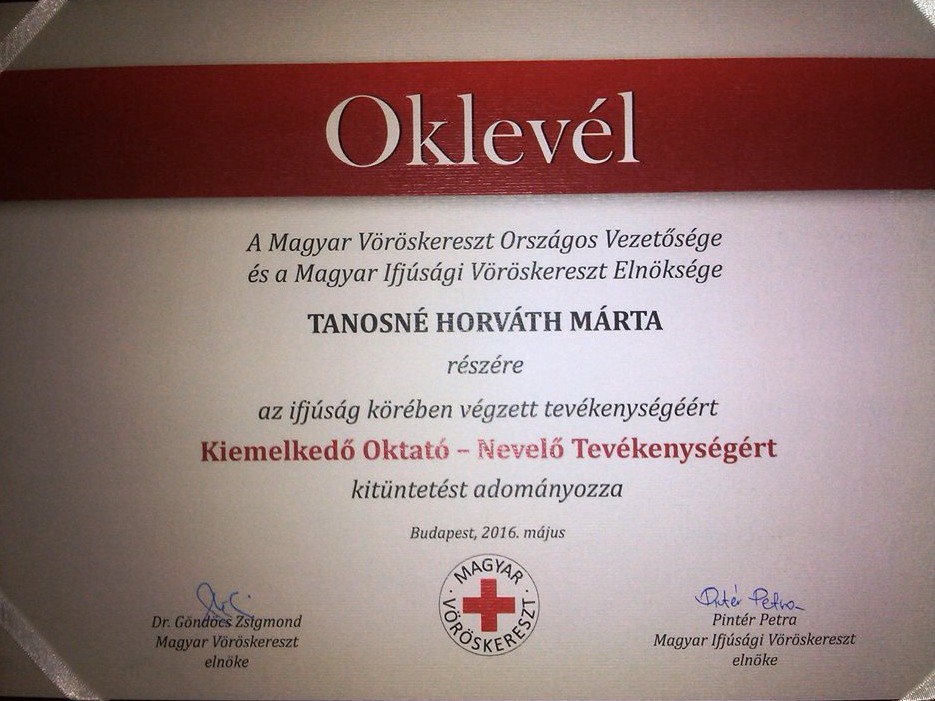 Oklevél
A Magyar Vöröskereszt Országos Vezetősége
és a Magyar Ifjúsági Vöröskereszt Elnöksége
TANOSNÉ HORVÁTH MÁRTA
részére
az ifjúság körében végzett tevékenységéért
Kiemelkedő Oktató – Nevelő Tevékenységért
kitüntetést adományozza
Budapest, 2016. május
MAGYAR
VÖRÖSKERESZT
Dr. Göndöcs Zsigmond
Magyar Vöröskereszt
elnöke
Pintér Petra
Pintér Petra
Magyar Ifjúsági Vöröskereszt
elnöke